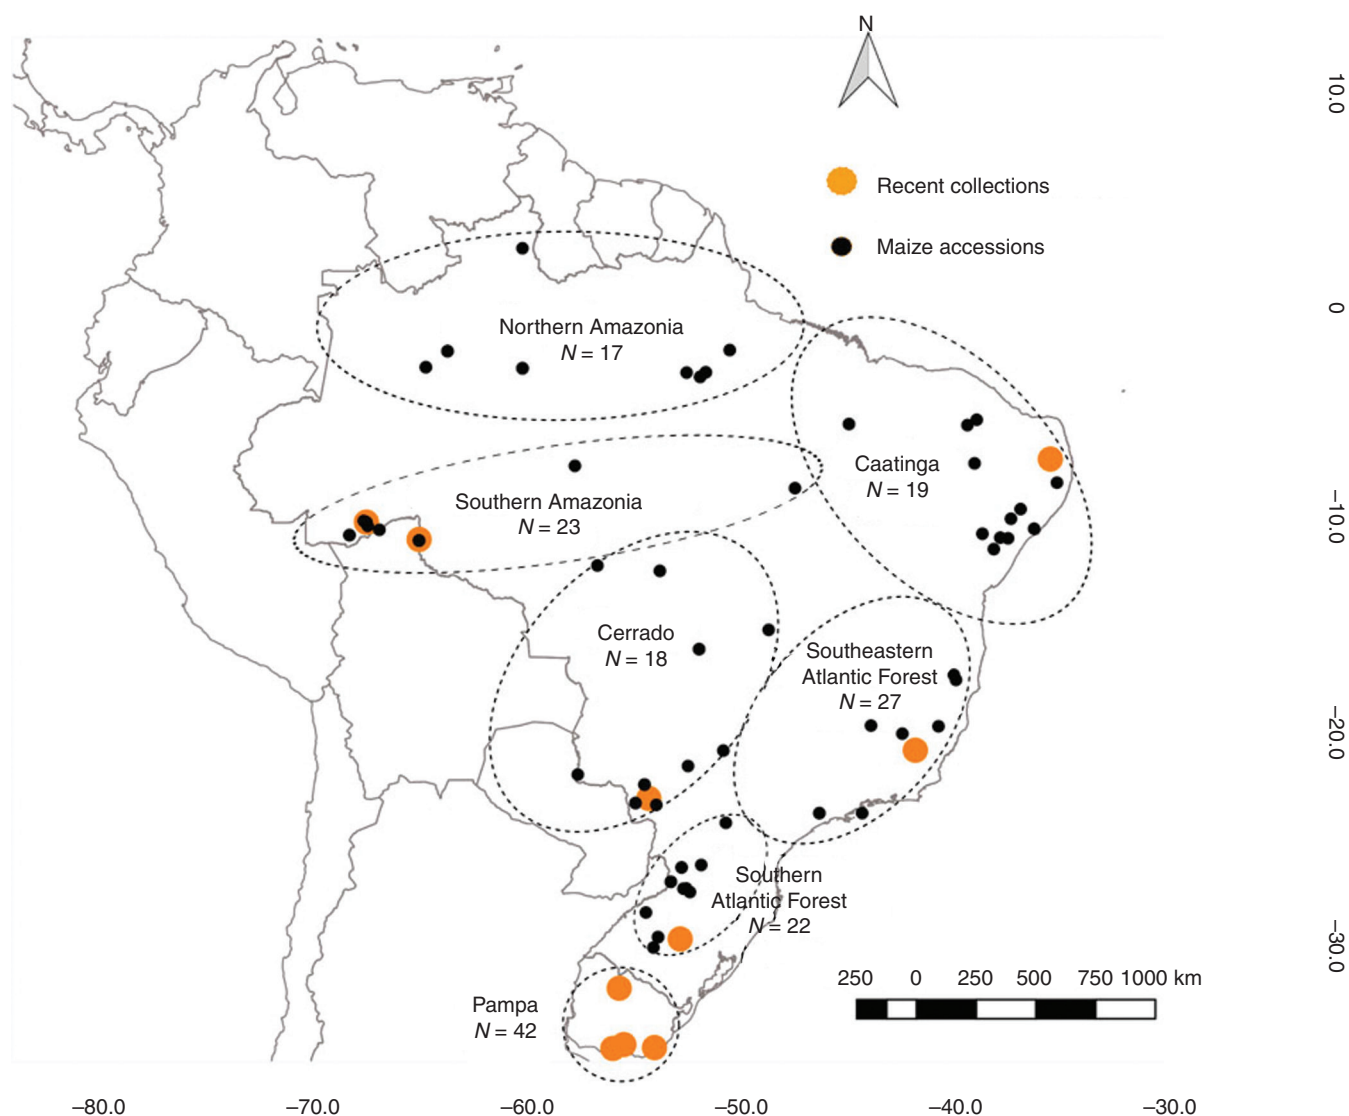 N
10.0
Recent collections
Maize accessions
0
Northern Amazonia
N = 17
Caatinga
N = 19
Southern Amazonia
N = 23
–10.0
Cerrado
N = 18
Southeastern
Atlantic Forest
N = 27
–20.0
Southern
Atlantic Forest
N = 22
–30.0
250 0 250 500 750 1000 km
Pampa
N = 42
–80.0 –70.0 –60.0 –50.0 –40.0 –30.0